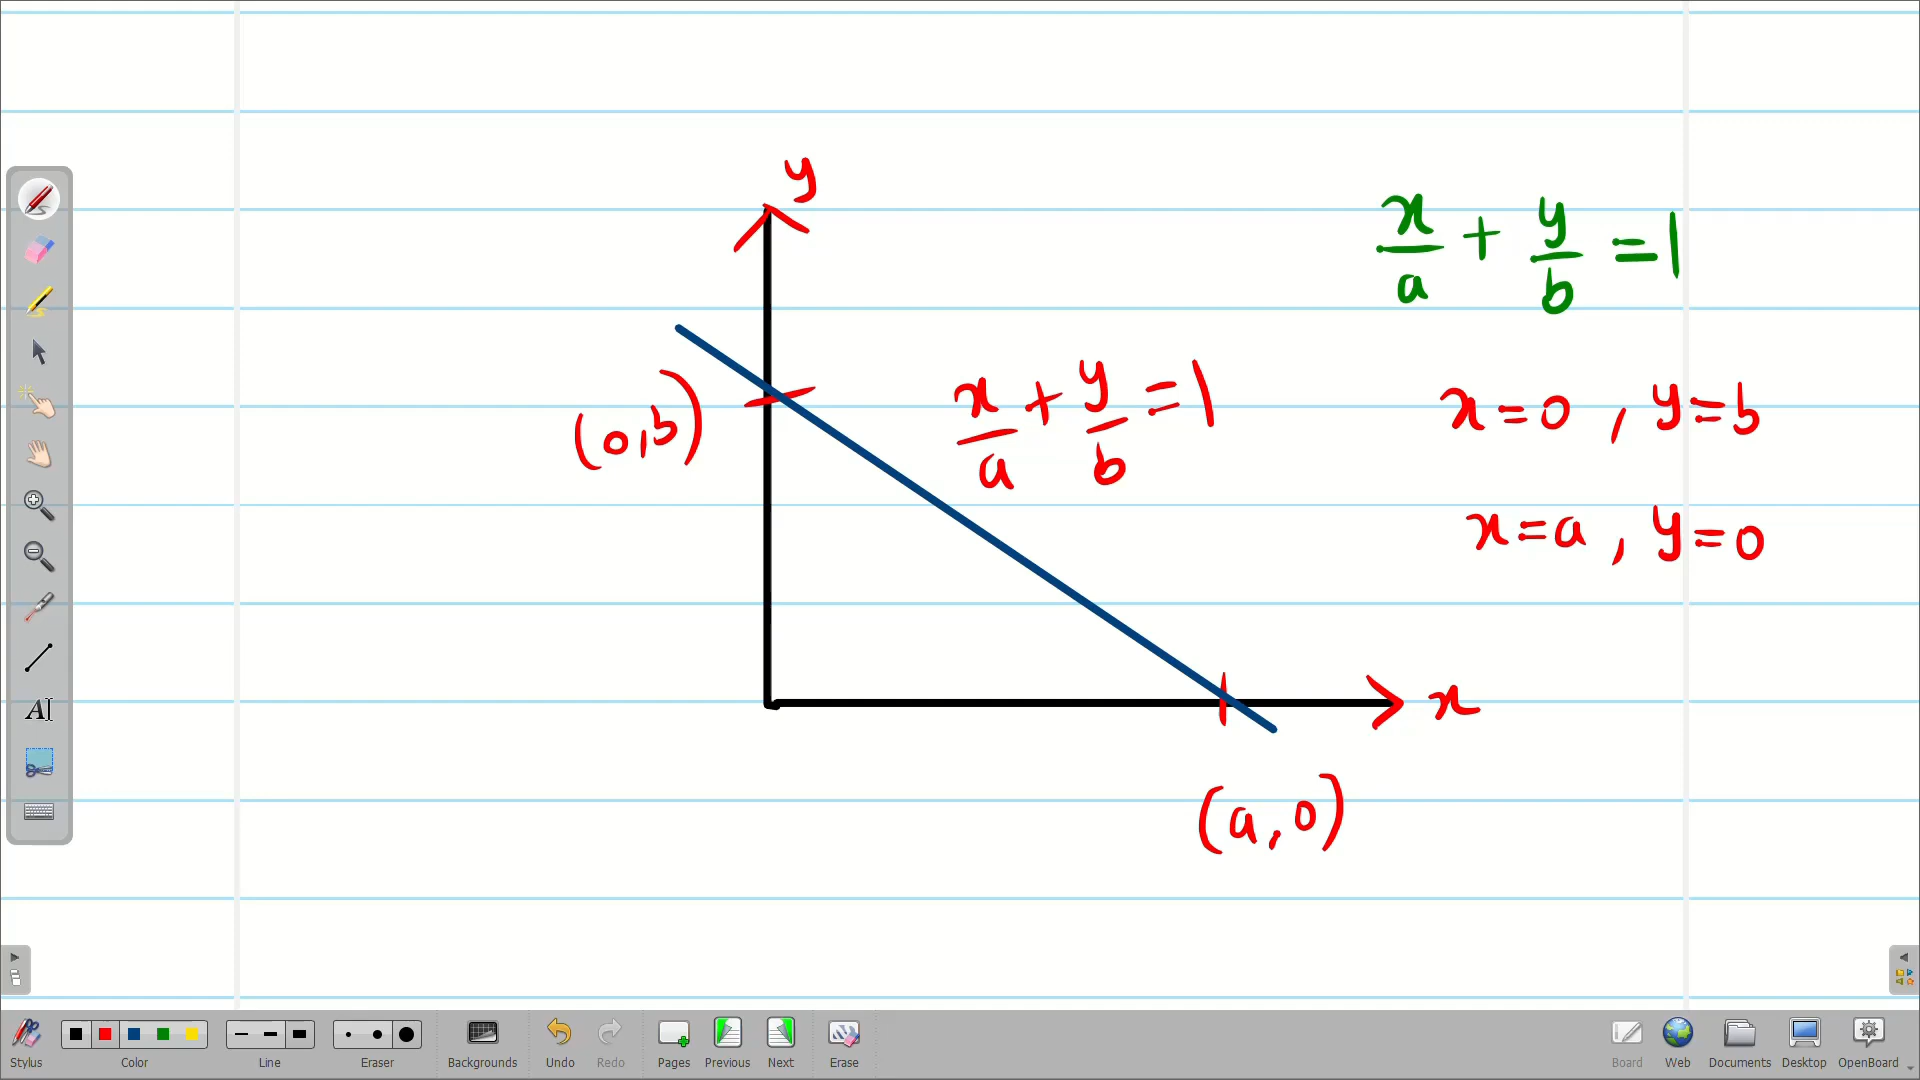 y
x/a + y/b = 1
x/a + y/b = 1
x = 0 , y = b
(0, b)
x = a , y = 0
x
(a, 0)
A
Stylus Color Line Eraser Backgrounds Undo Redo Pages Previous Next Erase Board Web Documents Desktop OpenBoard